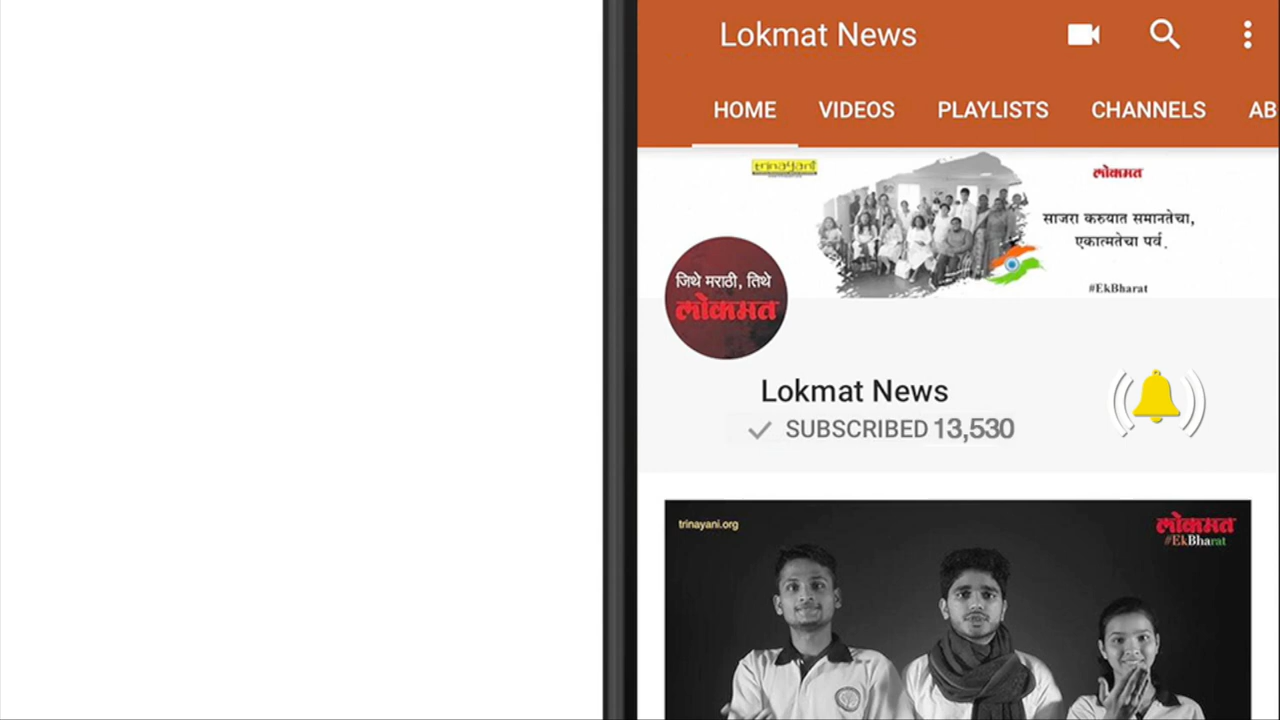 Lokmat News
HOME VIDEOS PLAYLISTS CHANNELS AB
trinayani
लोकमत
साजरा करुयात समानतेचा,
एकात्मतेचा पर्व.
#EkBharat
जिथे मराठी, तिथे
लोकमत
Lokmat News
SUBSCRIBED 13,530
trinayani.org
लोकमत
#EkBharat